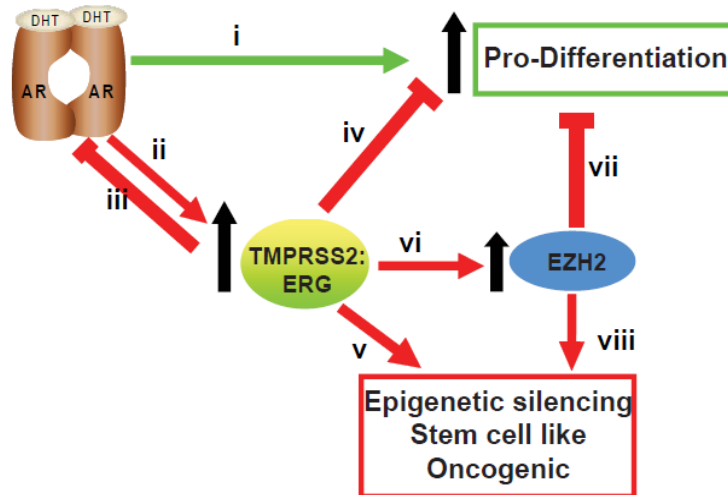 DHT
DHT
i
Pro-Differentiation
AR
AR
ii
iv
iii
vii
TMPRSS2:
ERG
vi
EZH2
v
viii
Epigenetic silencing
Stem cell like
Oncogenic